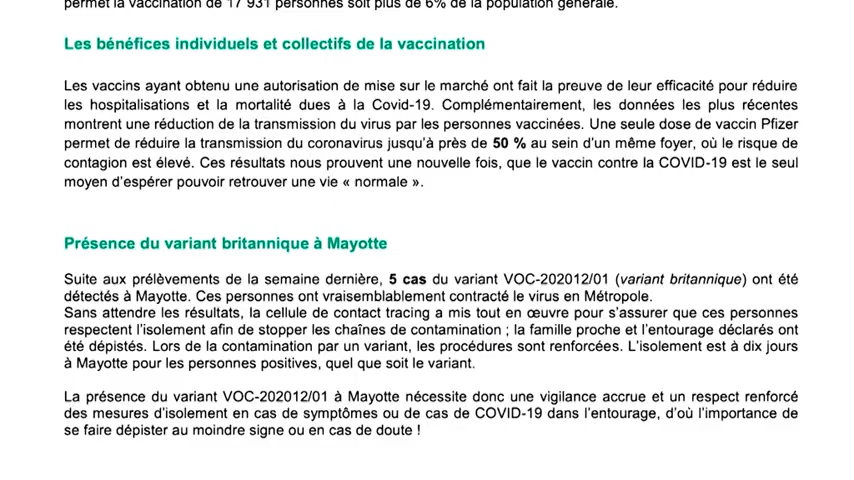 permet la vaccination de 17 931 personnes soit plus de 6% de la population générale.
Les bénéfices individuels et collectifs de la vaccination
Les vaccins ayant obtenu une autorisation de mise sur le marché ont fait la preuve de leur efficacité pour réduire
les hospitalisations et la mortalité dues à la Covid-19. Complémentairement, les données les plus récentes
montrent une réduction de la transmission du virus par les personnes vaccinées. Une seule dose de vaccin Pfizer
permet de réduire la transmission du coronavirus jusqu'à près de 50 % au sein d'un même foyer, où le risque de
contagion est élevé. Ces résultats nous prouvent une nouvelle fois, que le vaccin contre la COVID-19 est le seul
moyen d'espérer pouvoir retrouver une vie « normale ».
Présence du variant britannique à Mayotte
Suite aux prélèvements de la semaine dernière, 5 cas du variant VOC-202012/01 (variant britannique) ont été
détectés à Mayotte. Ces personnes ont vraisemblablement contracté le virus en Métropole.
Sans attendre les résultats, la cellule de contact tracing a mis tout en œuvre pour s'assurer que ces personnes
respectent l'isolement afin de stopper les chaînes de contamination ; la famille proche et l'entourage déclarés ont
été dépistés. Lors de la contamination par un variant, les procédures sont renforcées. L'isolement est à dix jours
à Mayotte pour les personnes positives, quel que soit le variant.
La présence du variant VOC-202012/01 à Mayotte nécessite donc une vigilance accrue et un respect renforcé
des mesures d'isolement en cas de symptômes ou de cas de COVID-19 dans l'entourage, d'où l'importance de
se faire dépister au moindre signe ou en cas de doute !